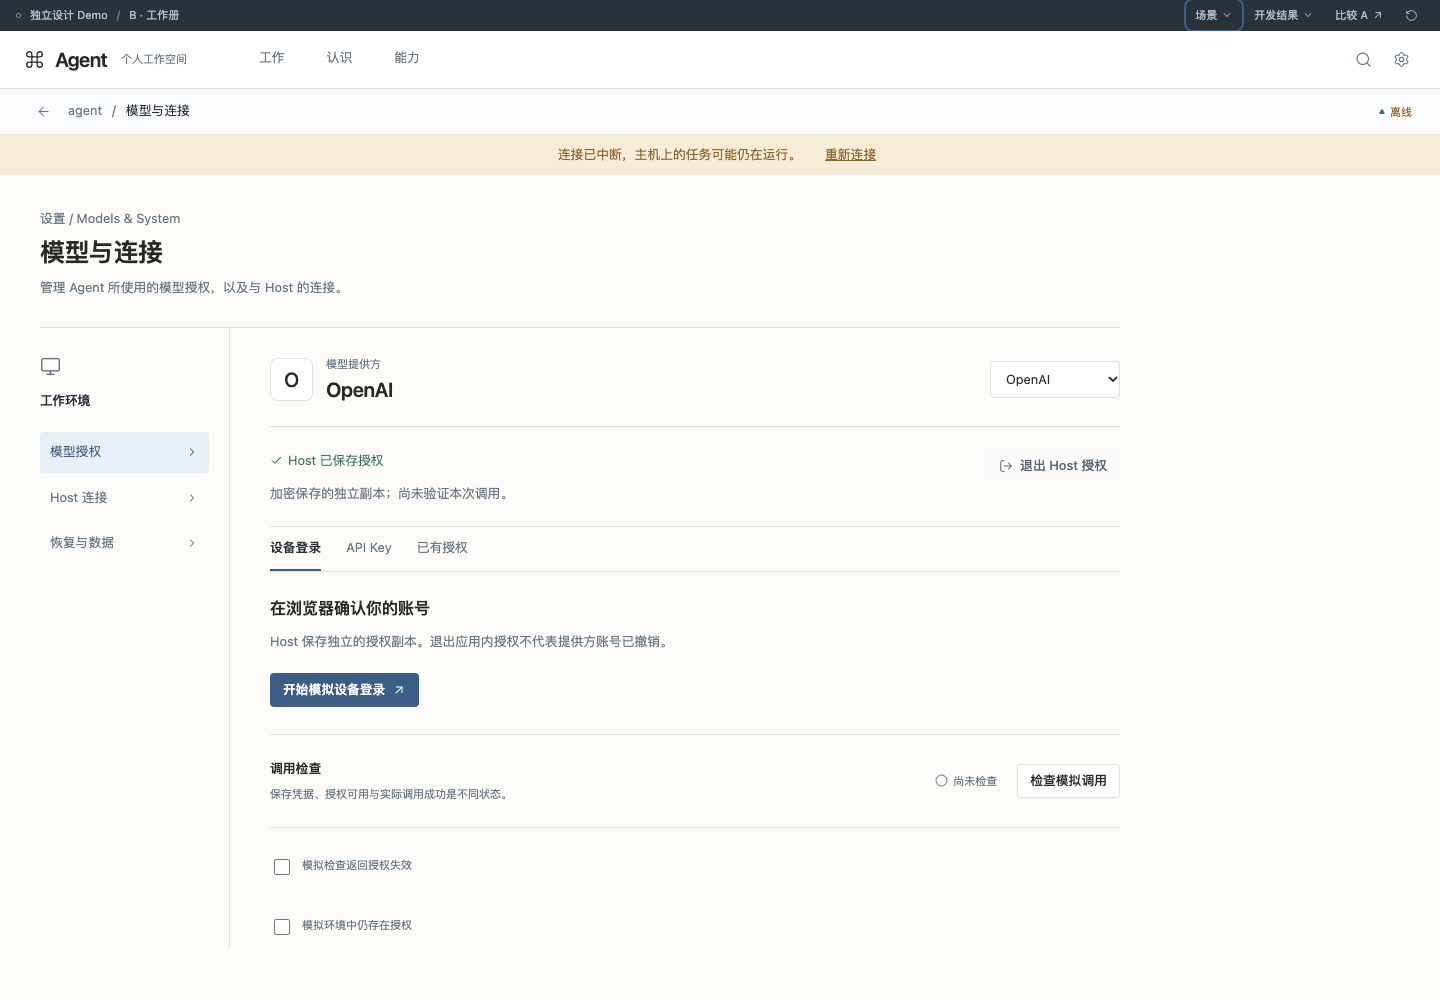 独立设计 Demo / B · 工作册
场景 开发结果 比较 A
Agent 个人工作空间 工作 认识 能力
agent / 模型与连接 离线
连接已中断，主机上的任务可能仍在运行。 重新连接
设置 / Models & System
模型与连接
管理 Agent 所使用的模型授权，以及与 Host 的连接。
工作环境
模型授权
Host 连接
恢复与数据
O
模型提供方
OpenAI
OpenAI
Host 已保存授权
加密保存的独立副本；尚未验证本次调用。
退出 Host 授权
设备登录 API Key 已有授权
在浏览器确认你的账号
Host 保存独立的授权副本。退出应用内授权不代表提供方账号已撤销。
开始模拟设备登录
调用检查
保存凭据、授权可用与实际调用成功是不同状态。
尚未检查 检查模拟调用
模拟检查返回授权失效
模拟环境中仍存在授权